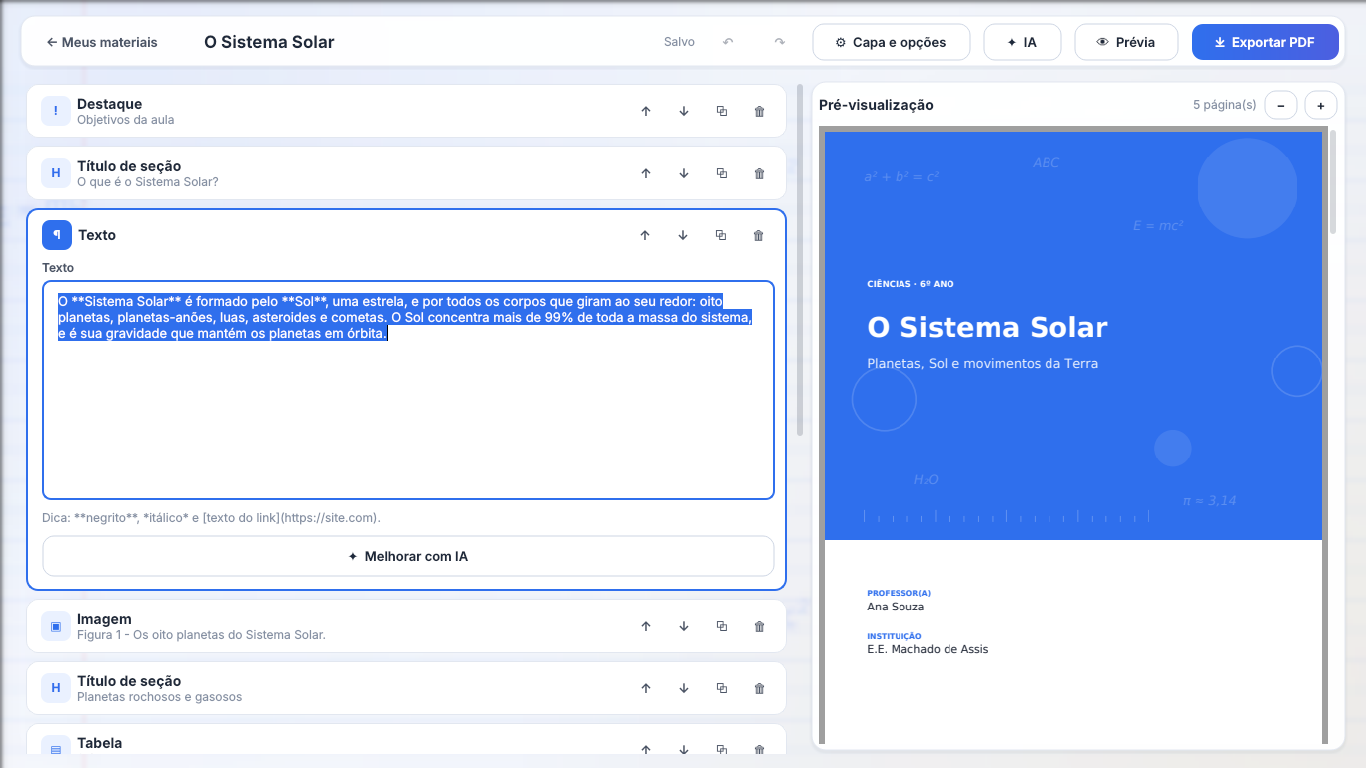 ← Meus materiais
O Sistema Solar
Salvo
Capa e opções
IA
Prévia
Exportar PDF
!
Destaque
Objetivos da aula
H
Título de seção
O que é o Sistema Solar?
¶
Texto
Texto
O **Sistema Solar** é formado pelo **Sol**, uma estrela, e por todos os corpos que giram ao seu redor: oito
planetas, planetas-anões, luas, asteroides e cometas. O Sol concentra mais de 99% de toda a massa do sistema,
e é sua gravidade que mantém os planetas em órbita.
Dica: **negrito**, *itálico* e [texto do link](https://site.com).
Melhorar com IA
Imagem
Figura 1 - Os oito planetas do Sistema Solar.
H
Título de seção
Planetas rochosos e gasosos
Tabela
Pré-visualização
5 página(s)
−
+
ABC
a² + b² = c²
E = mc²
CIÊNCIAS · 6º ANO
O Sistema Solar
Planetas, Sol e movimentos da Terra
H₂O
π ≈ 3,14
PROFESSOR(A)
Ana Souza
INSTITUIÇÃO
E.E. Machado de Assis